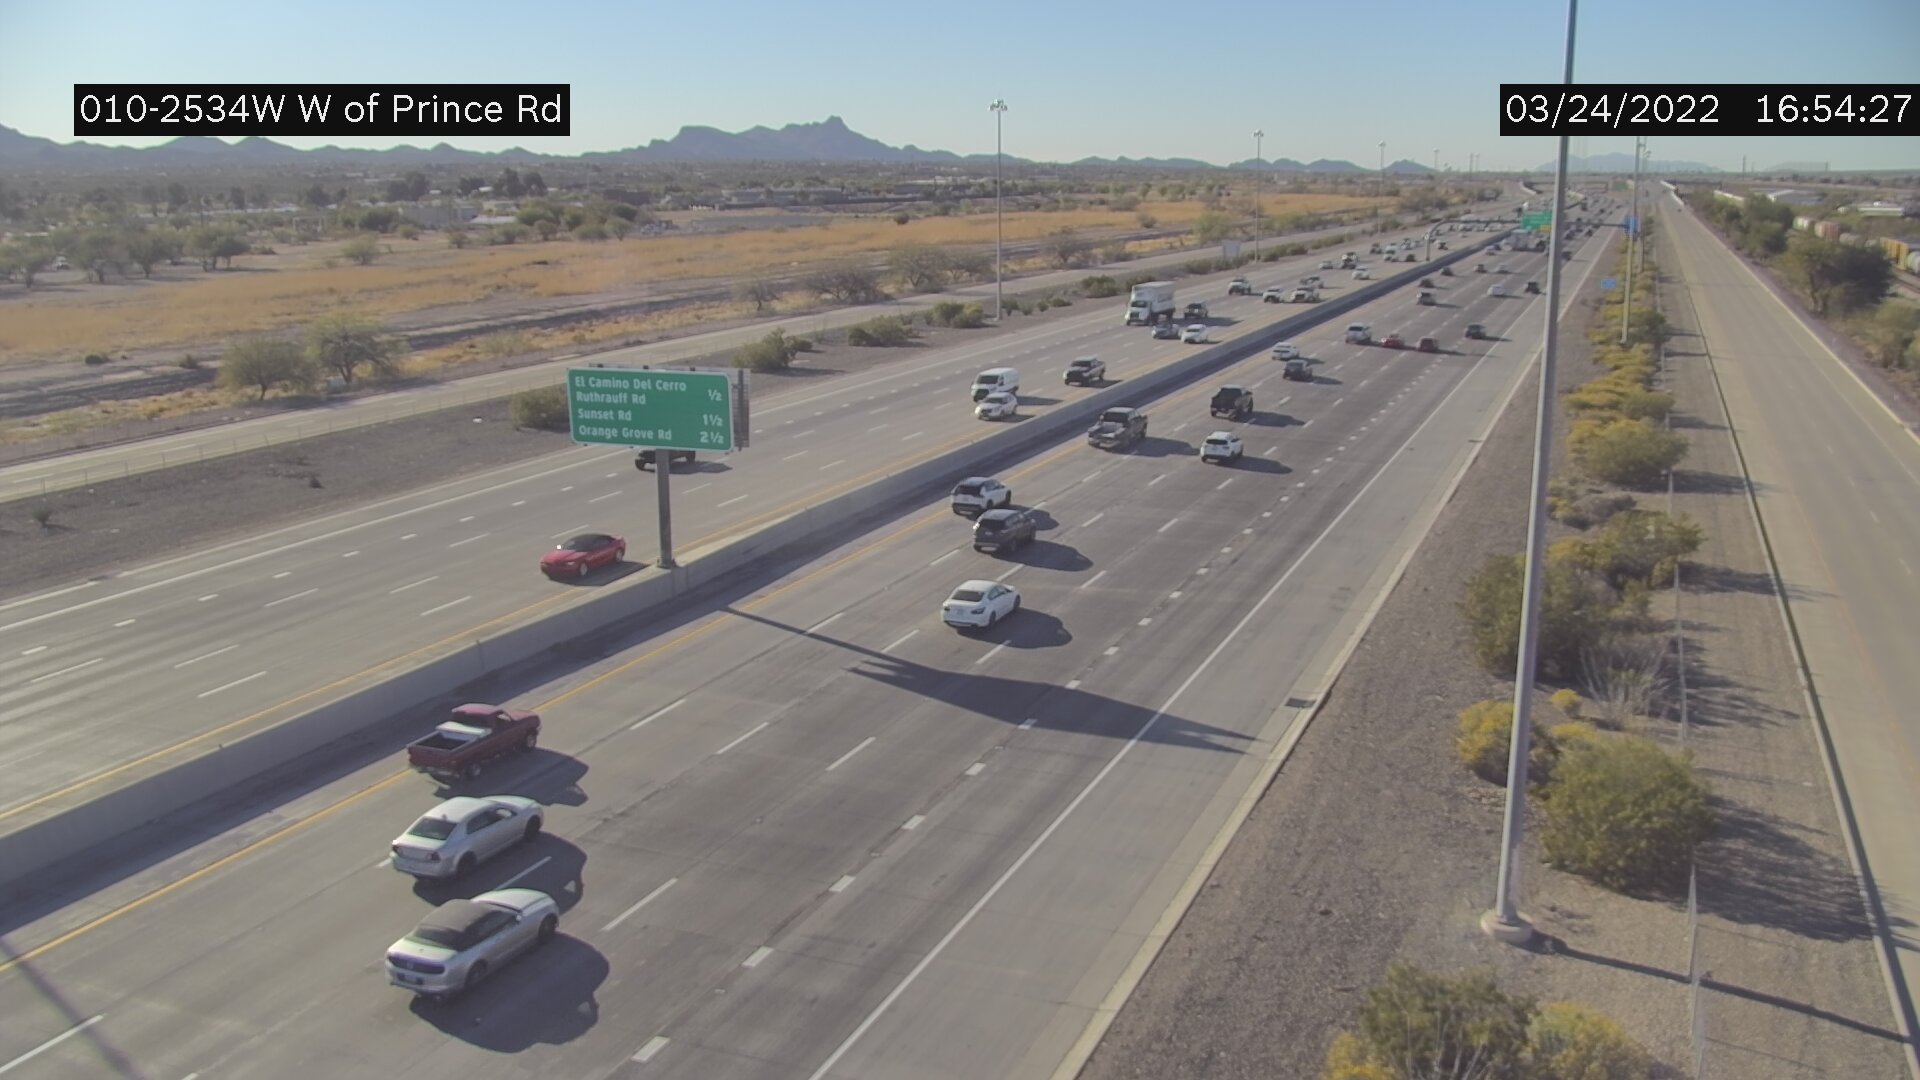 010-2534W W of Prince Rd
03/24/2022 16:54:27
El Camino Del Cerro
Ruthrauff Rd ½
Sunset Rd 1½
Orange Grove Rd 2½